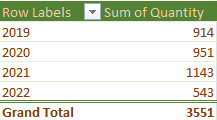 Row Labels Sum of Quantity
2019 914
2020 951
2021 1143
2022 543
Grand Total 3551